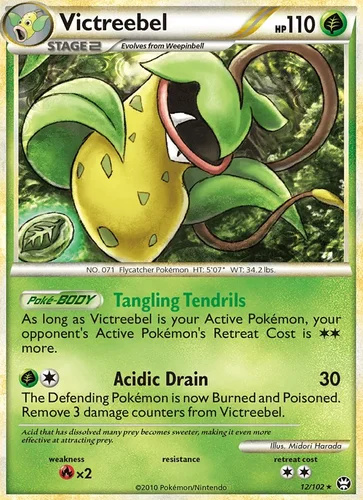 Victreebel HP110
STAGE 2 Evolves from Weepinbell
NO. 071 Flycatcher Pokémon HT: 5'07" WT: 34.2 lbs.
Poké-BODY Tangling Tendrils
As long as Victreebel is your Active Pokémon, your
opponent's Active Pokémon's Retreat Cost is
more.
Acidic Drain 30
The Defending Pokémon is now Burned and Poisoned.
Remove 3 damage counters from Victreebel.
Acid that has dissolved many prey becomes sweeter, making it even more
effective at attracting prey.
Illus. Midori Harada
weakness resistance retreat cost
×2
12/102 ★
©2010 Pokémon/Nintendo